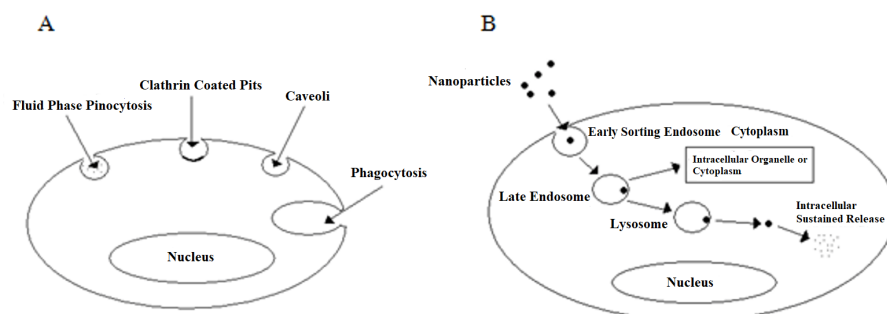 A
Clathrin Coated Pits
Fluid Phase Pinocytosis
Caveoli
Phagocytosis
Nucleus
B
Nanoparticles
Early Sorting Endosome Cytoplasm
Intracellular Organelle or
Cytoplasm
Late Endosome
Intracellular
Sustained Release
Lysosome
Nucleus